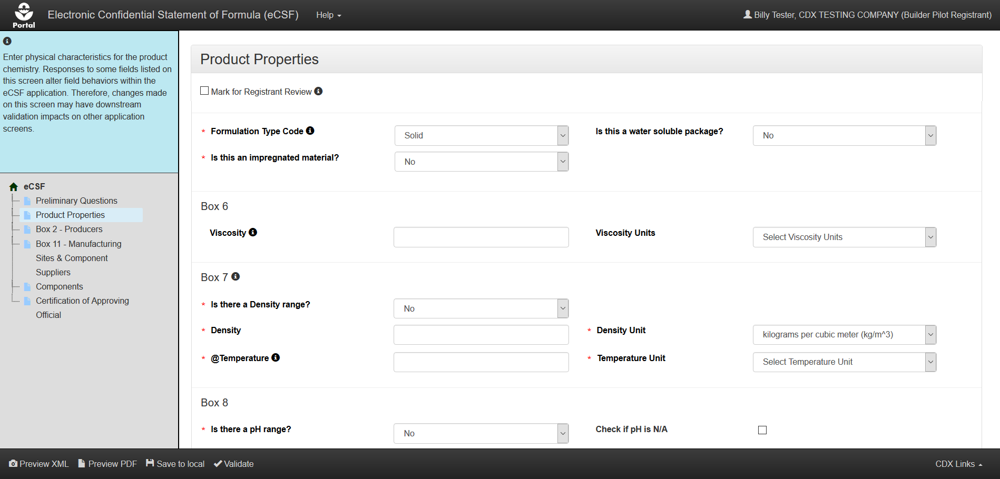 Portal
Electronic Confidential Statement of Formula (eCSF)
Help
Billy Tester, CDX TESTING COMPANY (Builder Pilot Registrant)
Enter physical characteristics for the product
chemistry. Responses to some fields listed on
this screen alter field behaviors within the
eCSF application. Therefore, changes made
on this screen may have downstream
validation impacts on other application
screens.
eCSF
Preliminary Questions
Product Properties
Box 2 - Producers
Box 11 - Manufacturing
Sites & Component
Suppliers
Components
Certification of Approving
Official
Product Properties
Mark for Registrant Review
* Formulation Type Code
Solid
Is this a water soluble package?
No
* Is this an impregnated material?
No
Box 6
Viscosity
Viscosity Units
Select Viscosity Units
Box 7
* Is there a Density range?
No
* Density
* Density Unit
kilograms per cubic meter (kg/m^3)
* @Temperature
* Temperature Unit
Select Temperature Unit
Box 8
* Is there a pH range?
No
Check if pH is N/A
Preview XML
Preview PDF
Save to local
Validate
CDX Links